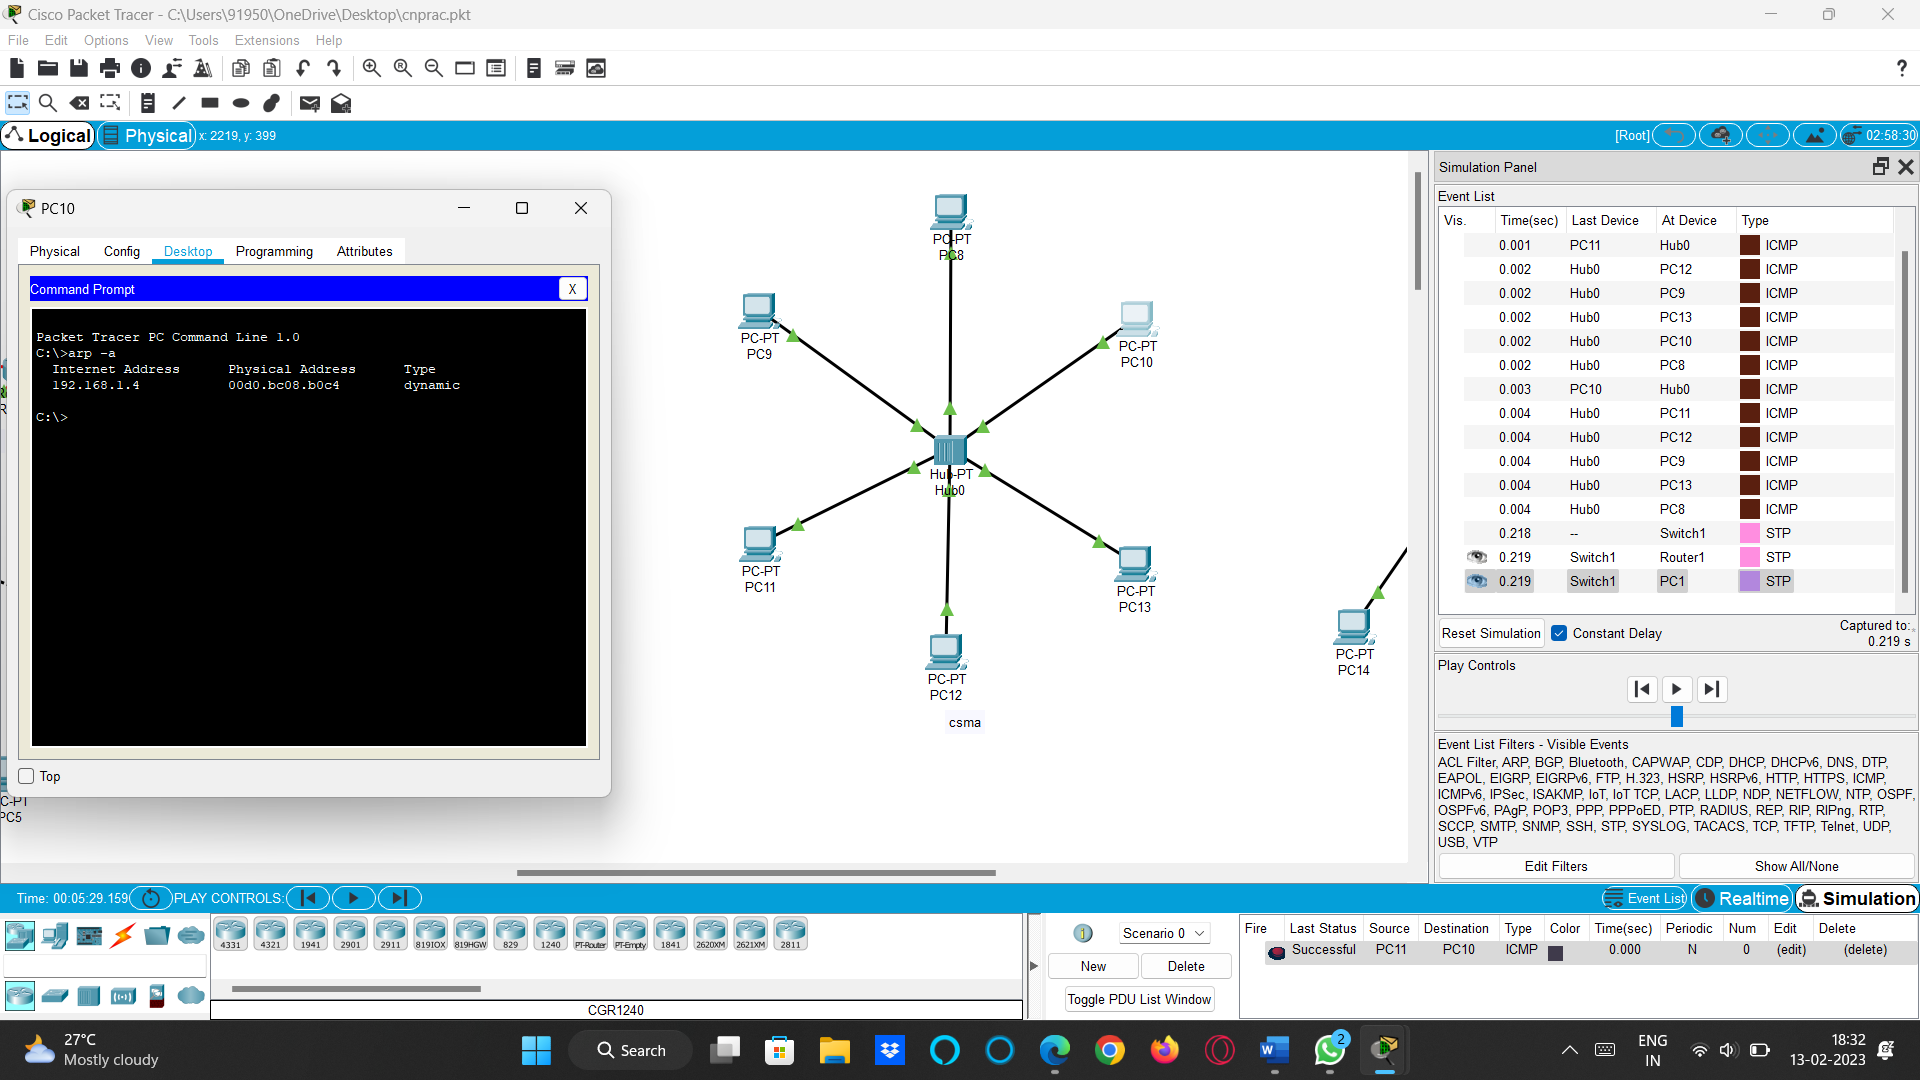 Cisco Packet Tracer - C:\Users\91950\OneDrive\Desktop\cnprac.pkt
File Edit Options View Tools Extensions Help
?
Logical Physical x: 2219, y: 399 [Root] 02:58:30
PC10
Physical Config Desktop Programming Attributes
Command Prompt X
Packet Tracer PC Command Line 1.0
C:\>arp -a
Internet Address Physical Address Type
192.168.1.4 00d0.bc08.b0c4 dynamic
C:\>
Top
C-PT
PC5
PC-PT
PC8
PC-PT
PC9
PC-PT
PC10
Hub-PT
Hub0
PC-PT
PC11
PC-PT
PC13
PC-PT
PC12
csma
PC-PT
PC14
Simulation Panel
Event List
Vis. Time(sec) Last Device At Device Type
0.001 PC11 Hub0 ICMP
0.002 Hub0 PC12 ICMP
0.002 Hub0 PC9 ICMP
0.002 Hub0 PC13 ICMP
0.002 Hub0 PC10 ICMP
0.002 Hub0 PC8 ICMP
0.003 PC10 Hub0 ICMP
0.004 Hub0 PC11 ICMP
0.004 Hub0 PC12 ICMP
0.004 Hub0 PC9 ICMP
0.004 Hub0 PC13 ICMP
0.004 Hub0 PC8 ICMP
0.218 -- Switch1 STP
0.219 Switch1 Router1 STP
0.219 Switch1 PC1 STP
Reset Simulation Constant Delay Captured to:
0.219 s
Play Controls
Event List Filters - Visible Events
ACL Filter, ARP, BGP, Bluetooth, CAPWAP, CDP, DHCP, DHCPv6, DNS, DTP,
EAPOL, EIGRP, EIGRPv6, FTP, H.323, HSRP, HSRPv6, HTTP, HTTPS, ICMP,
ICMPv6, IPSec, ISAKMP, IoT, IoT TCP, LACP, LLDP, NDP, NETFLOW, NTP, OSPF,
OSPFv6, PAgP, POP3, PPP, PPPoED, PTP, RADIUS, REP, RIP, RIPng, RTP,
SCCP, SMTP, SNMP, SSH, STP, SYSLOG, TACACS, TCP, TFTP, Telnet, UDP,
USB, VTP
Edit Filters Show All/None
Time: 00:05:29.159 PLAY CONTROLS: Event List Realtime Simulation
4331 4321 1941 2901 2911 819IOX 819HGW 829 1240 PT-Router PT-Empty 1841 2620XM 2621XM 2811
CGR1240
1 Scenario 0
New Delete
Toggle PDU List Window
Fire Last Status Source Destination Type Color Time(sec) Periodic Num Edit Delete
Successful PC11 PC10 ICMP 0.000 N 0 (edit) (delete)
27°C
Mostly cloudy
Search
2
ENG
IN
18:32
13-02-2023